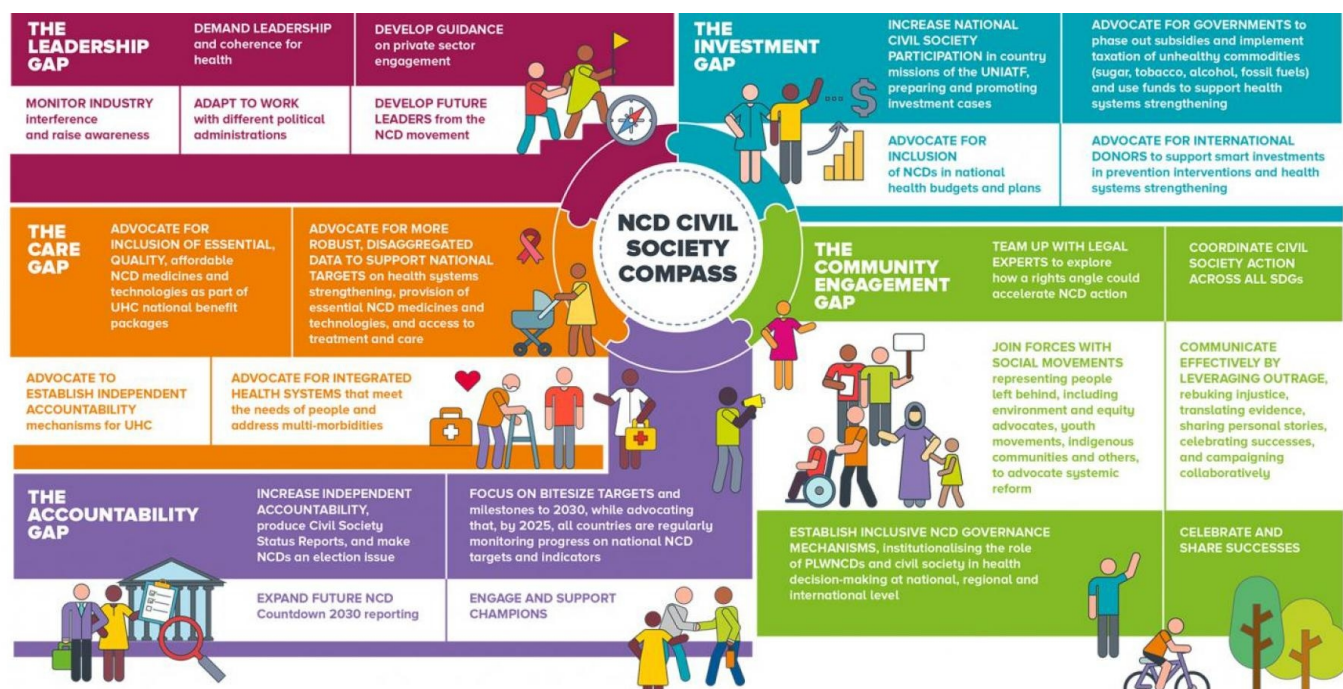 THE
LEADERSHIP
GAP
DEMAND LEADERSHIP
and coherence for
health
DEVELOP GUIDANCE
on private sector
engagement
MONITOR INDUSTRY
interference
and raise awareness
ADAPT TO WORK
with different political
administrations
DEVELOP FUTURE
LEADERS from the
NCD movement
THE
INVESTMENT
GAP
INCREASE NATIONAL
CIVIL SOCIETY
PARTICIPATION in country
missions of the UNIATF,
preparing and promoting
investment cases
ADVOCATE FOR GOVERNMENTS to
phase out subsidies and implement
taxation of unhealthy commodities
(sugar, tobacco, alcohol, fossil fuels)
and use funds to support health
systems strengthening
$
ADVOCATE FOR
INCLUSION
of NCDs in national
health budgets and plans
ADVOCATE FOR INTERNATIONAL
DONORS to support smart investments
in prevention interventions and health
systems strengthening
NCD CIVIL
SOCIETY
COMPASS
THE
CARE
GAP
ADVOCATE FOR
INCLUSION OF ESSENTIAL,
QUALITY, affordable
NCD medicines and
technologies as part of
UHC national benefit
packages
ADVOCATE FOR MORE
ROBUST, DISAGGREGATED
DATA TO SUPPORT NATIONAL
TARGETS on health systems
strengthening, provision of
essential NCD medicines and
technologies, and access to
treatment and care
ADVOCATE TO
ESTABLISH INDEPENDENT
ACCOUNTABILITY
mechanisms for UHC
ADVOCATE FOR INTEGRATED
HEALTH SYSTEMS that meet
the needs of people and
address multi-morbidities
THE
COMMUNITY
ENGAGEMENT
GAP
TEAM UP WITH LEGAL
EXPERTS to explore
how a rights angle could
accelerate NCD action
COORDINATE CIVIL
SOCIETY ACTION
ACROSS ALL SDGs
JOIN FORCES WITH
SOCIAL MOVEMENTS
representing people
left behind, including
environment and equity
advocates, youth
movements, indigenous
communities and others,
to advocate systemic
reform
COMMUNICATE
EFFECTIVELY BY
LEVERAGING OUTRAGE,
rebuking injustice,
translating evidence,
sharing personal stories,
celebrating successes,
and campaigning
collaboratively
ESTABLISH INCLUSIVE NCD GOVERNANCE
MECHANISMS, institutionalising the role
of PLWNCDs and civil society in health
decision-making at national, regional and
international level
CELEBRATE AND
SHARE SUCCESSES
THE
ACCOUNTABILITY
GAP
INCREASE INDEPENDENT
ACCOUNTABILITY,
produce Civil Society
Status Reports, and make
NCDs an election issue
FOCUS ON BITESIZE TARGETS and
milestones to 2030, while advocating
that, by 2025, all countries are regularly
monitoring progress on national NCD
targets and indicators
EXPAND FUTURE NCD
Countdown 2030 reporting
ENGAGE AND SUPPORT
CHAMPIONS